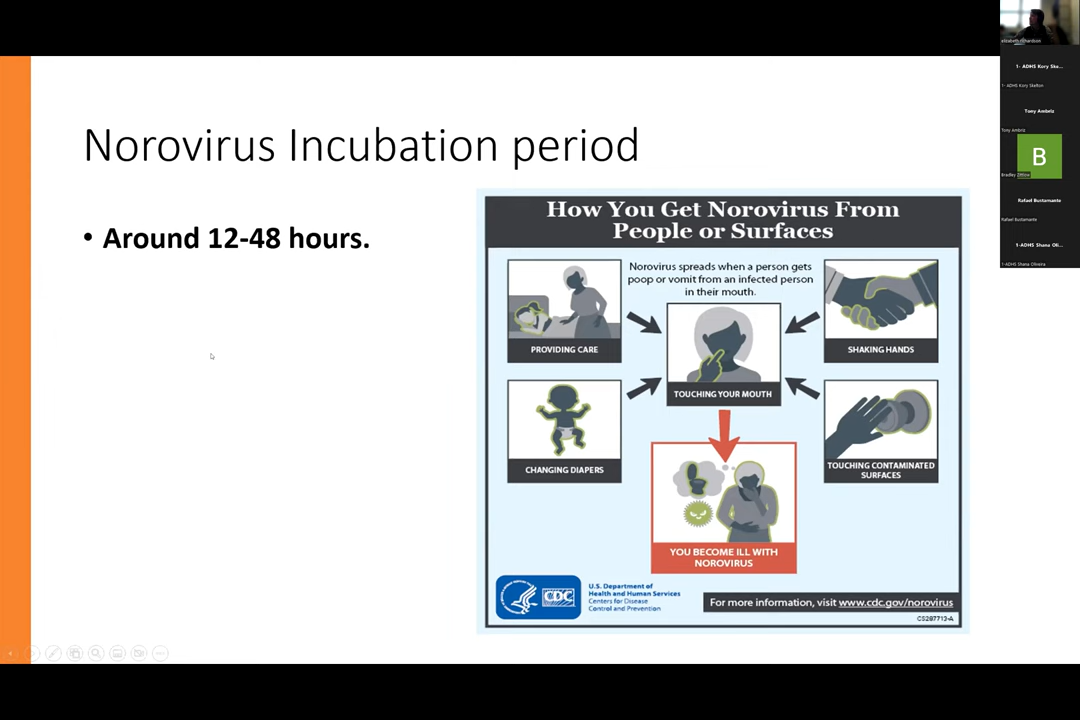 Norovirus Incubation period
• Around 12-48 hours.
How You Get Norovirus From
People or Surfaces
Norovirus spreads when a person gets
poop or vomit from an infected person
in their mouth.
PROVIDING CARE
SHAKING HANDS
TOUCHING YOUR MOUTH
CHANGING DIAPERS
TOUCHING CONTAMINATED
SURFACES
YOU BECOME ILL WITH
NOROVIRUS
CDC
U.S. Department of
Health and Human Services
Centers for Disease
Control and Prevention
For more information, visit www.cdc.gov/norovirus
CS287713-A
elizabeth richardson
1- ADHS Kory Ske...
1- ADHS Kory Skelton
Tony Ambriz
Tony Ambriz
B
Bradley
Rafael Bustamante
Rafael Bustamante
1-ADHS Shana Oli...
1-ADHS Shana Oliveira